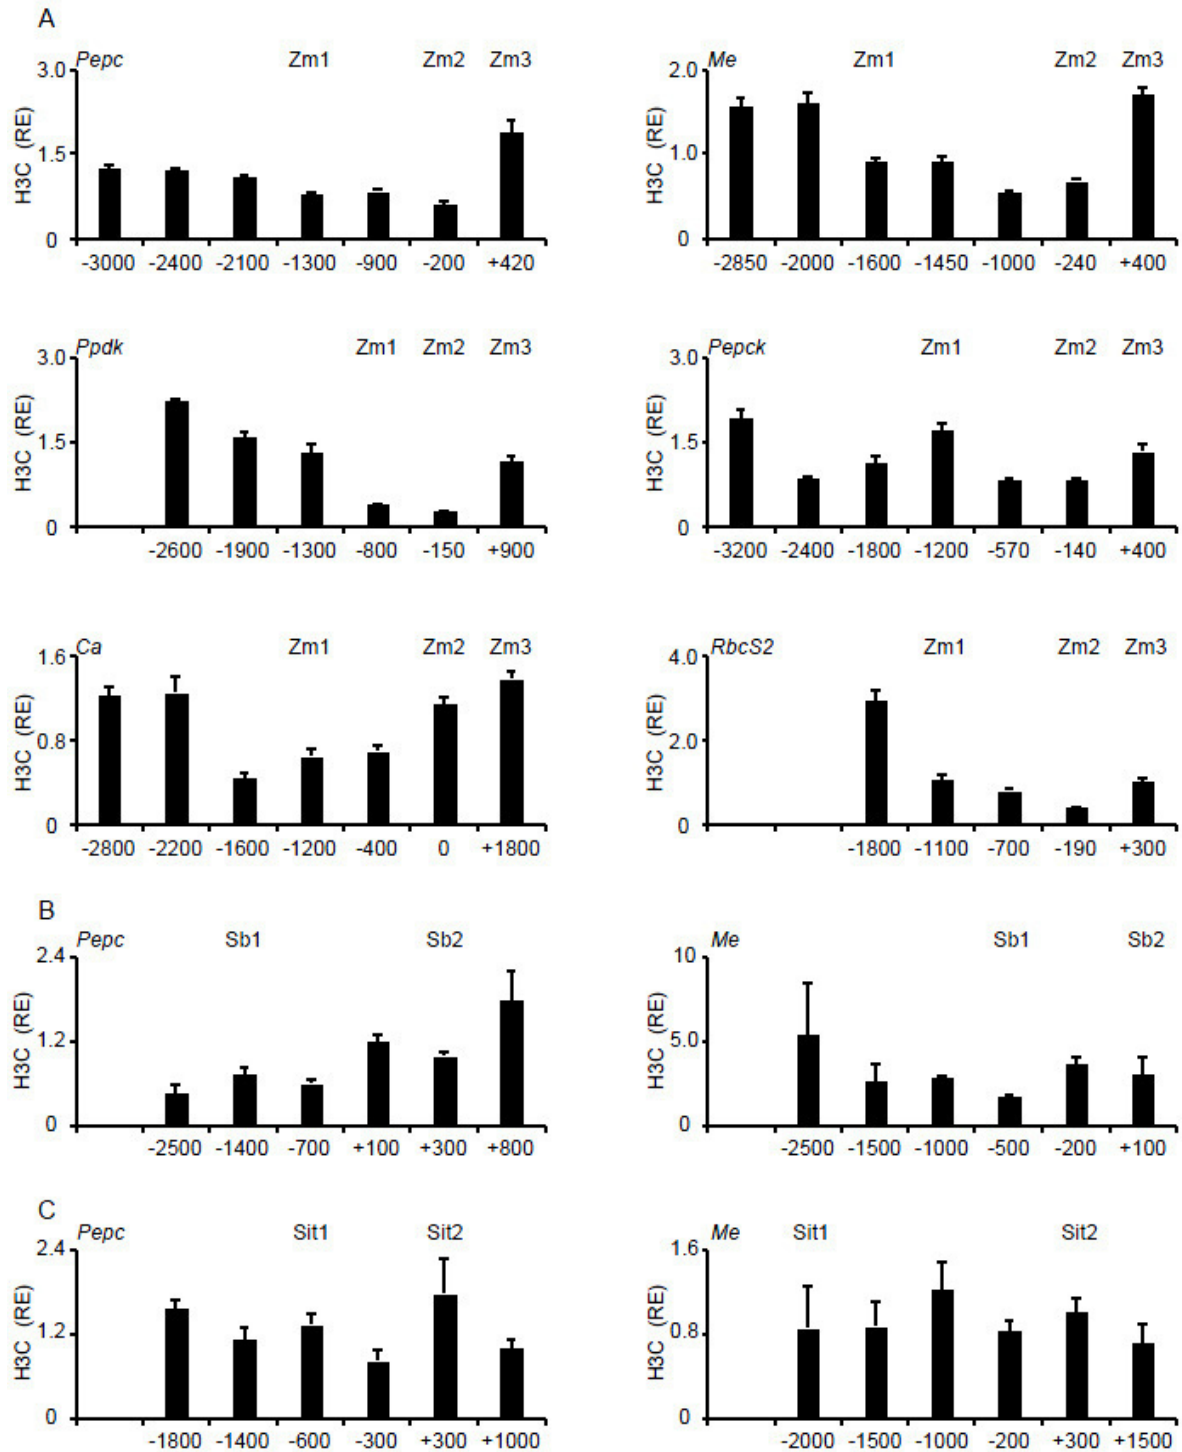 A
Pepc Zm1 Zm2 Zm3
3.0
1.5
0
H3C (RE)
-3000 -2400 -2100 -1300 -900 -200 +420
Me Zm1 Zm2 Zm3
2.0
1.0
0
H3C (RE)
-2850 -2000 -1600 -1450 -1000 -240 +400
Ppdk Zm1 Zm2 Zm3
3.0
1.5
0
H3C (RE)
-2600 -1900 -1300 -800 -150 +900
Pepck Zm1 Zm2 Zm3
3.0
1.5
0
H3C (RE)
-3200 -2400 -1800 -1200 -570 -140 +400
Ca Zm1 Zm2 Zm3
1.6
0.8
0
H3C (RE)
-2800 -2200 -1600 -1200 -400 0 +1800
RbcS2 Zm1 Zm2 Zm3
4.0
2.0
0
H3C (RE)
-1800 -1100 -700 -190 +300
B
Pepc Sb1 Sb2
2.4
1.2
0
H3C (RE)
-2500 -1400 -700 +100 +300 +800
Me Sb1 Sb2
10
5.0
0
H3C (RE)
-2500 -1500 -1000 -500 -200 +100
C
Pepc Sit1 Sit2
2.4
1.2
0
H3C (RE)
-1800 -1400 -600 -300 +300 +1000
Me Sit1 Sit2
1.6
0.8
0
H3C (RE)
-2000 -1500 -1000 -200 +300 +1500